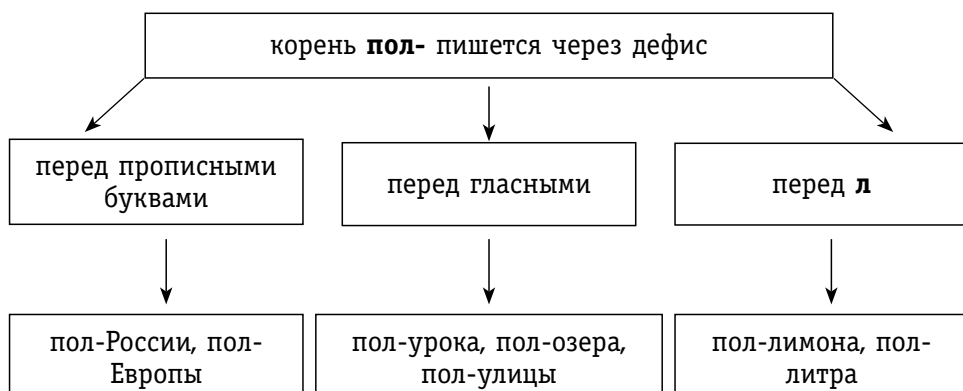 корень пол- пишется через дефис
перед прописными
буквами
перед гласными
перед л
пол-России, пол-
Европы
пол-урока, пол-озера,
пол-улицы
пол-лимона, пол-
литра